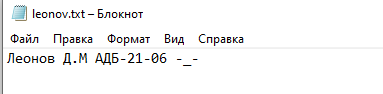 leonov.txt – Блокнот
Файл Правка Формат Вид Справка
Леонов Д.М АДБ-21-06 -_-